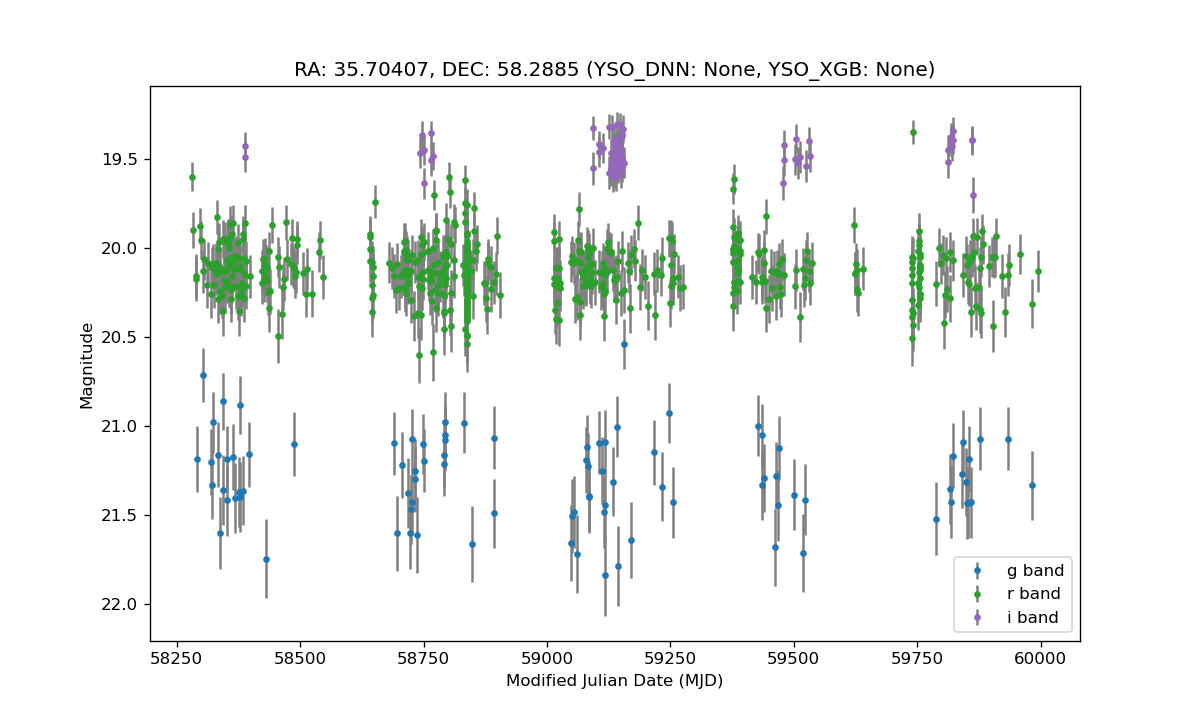 RA: 35.70407, DEC: 58.2885 (YSO_DNN: None, YSO_XGB: None)
Magnitude
19.5
20.0
20.5
21.0
21.5
22.0
g band
r band
i band
58250 58500 58750 59000 59250 59500 59750 60000
Modified Julian Date (MJD)